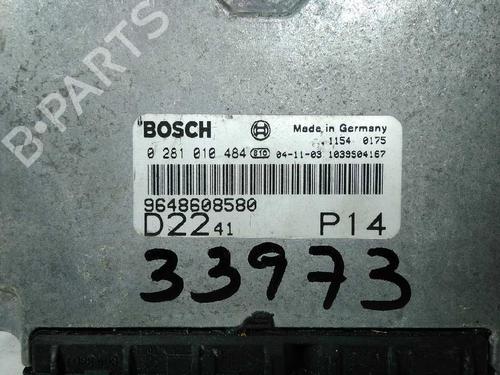 B-PARTS
BOSCH Made in Germany
1154 0175
0 281 010 484 010 04-11-03 1039S04167
9648608580
D22 41 P14
33973